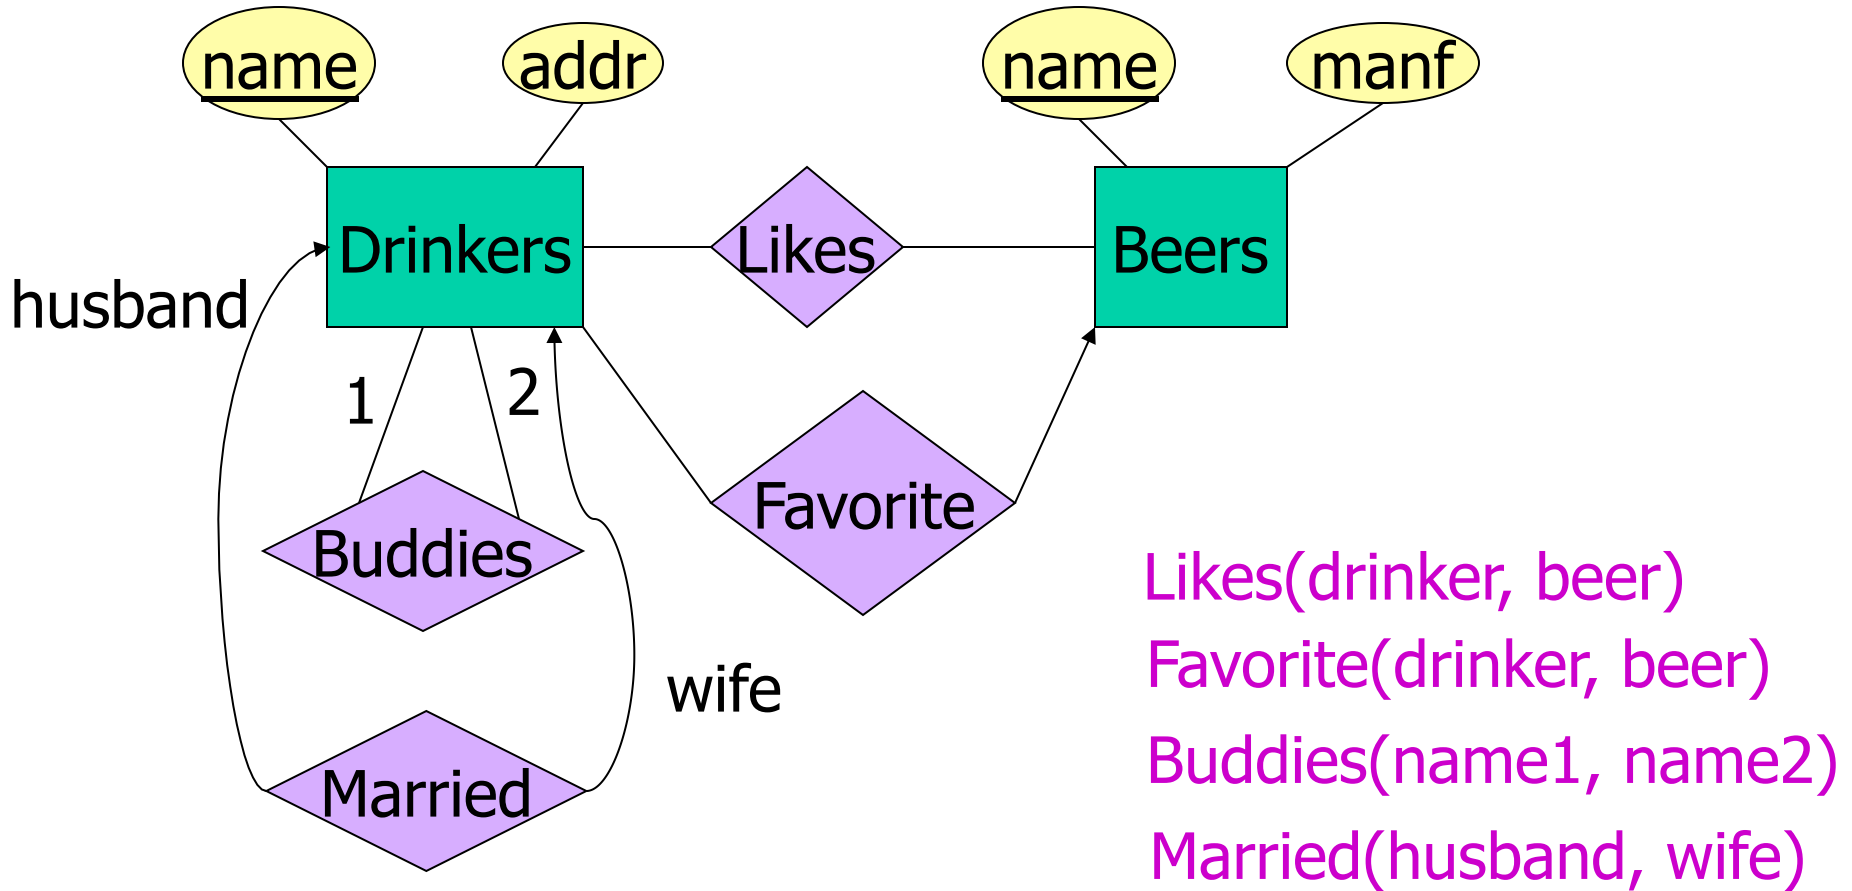 name
addr
name
manf
Drinkers
Likes
Beers
husband
1
2
Favorite
Buddies
wife
Married
Likes(drinker, beer)
Favorite(drinker, beer)
Buddies(name1, name2)
Married(husband, wife)